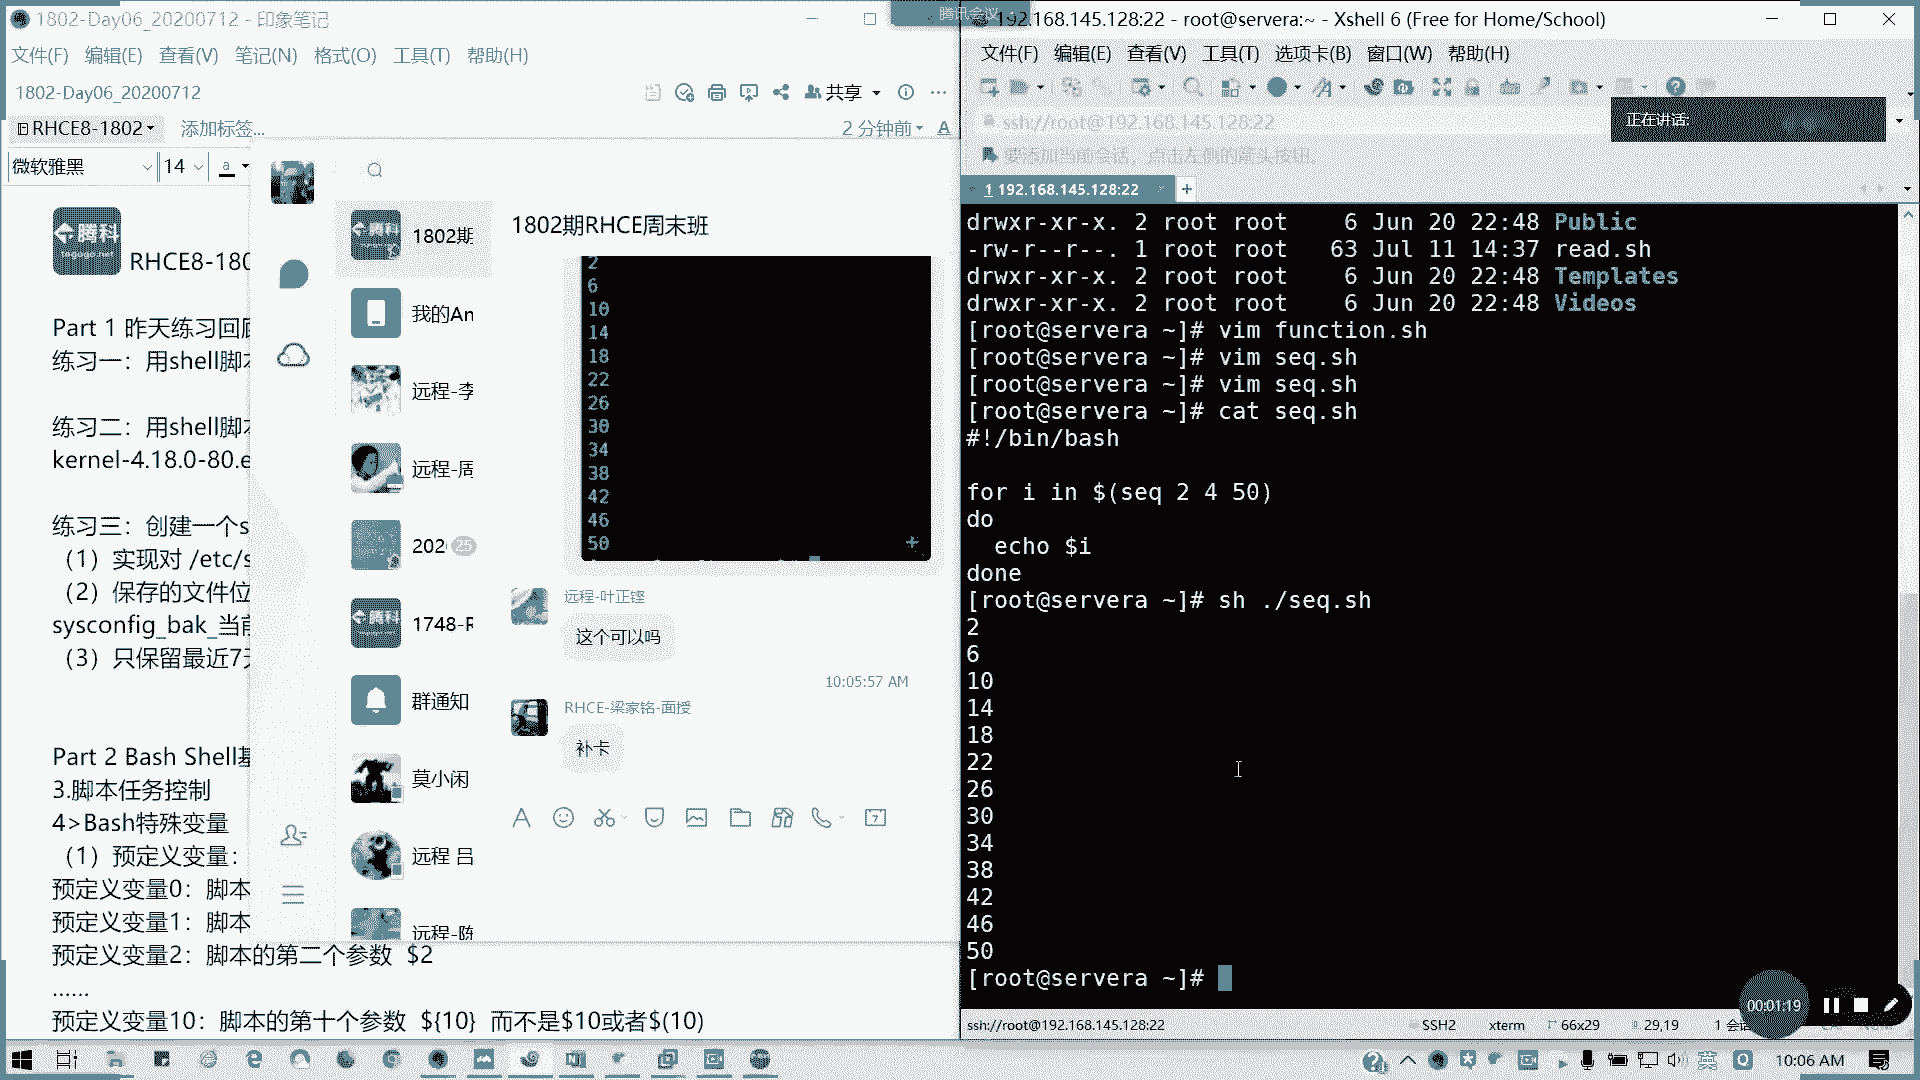 1802-Day06_20200712 - 印象笔记
文件(F) 编辑(E) 查看(V) 笔记(N) 格式(O) 工具(T) 帮助(H)
1802-Day06_20200712
共享
RHCE8-1802
添加标签...
2 分钟前
微软雅黑
14
腾科
togogo.net
RHCE8-180
Part 1 昨天练习回顾
练习一：用shell脚本
练习二：用shell脚本
kernel-4.18.0-80.e
练习三：创建一个s
（1）实现对 /etc/s
（2）保存的文件位
sysconfig_bak_当前
（3）只保留最近7天
Part 2 Bash Shell基
3.脚本任务控制
4>Bash特殊变量
（1）预定义变量：
预定义变量0：脚本
预定义变量1：脚本
预定义变量2：脚本的第二个参数 $2
......
预定义变量10：脚本的第十个参数 ${10} 而不是$10或者$(10)
1802期
我的An
远程-李
远程-周
202
25
1748-R
群通知
莫小闲
远程 吕
远程-陈
1802期RHCE周末班
2
6
10
14
18
22
26
30
34
38
42
46
50
远程-叶正铿
这个可以吗
10:05:57 AM
RHCE-梁家铭-面授
补卡
腾讯会议
192.168.145.128:22 - root@servera:~ - Xshell 6 (Free for Home/School)
文件(F) 编辑(E) 查看(V) 工具(T) 选项卡(B) 窗口(W) 帮助(H)
ssh://root@192.168.145.128:22
正在讲话:
要添加当前会话，点击左侧的箭头按钮。
1 192.168.145.128:22
drwxr-xr-x. 2 root root 6 Jun 20 22:48 Public
-rw-r--r--. 1 root root 63 Jul 11 14:37 read.sh
drwxr-xr-x. 2 root root 6 Jun 20 22:48 Templates
drwxr-xr-x. 2 root root 6 Jun 20 22:48 Videos
[root@servera ~]# vim function.sh
[root@servera ~]# vim seq.sh
[root@servera ~]# vim seq.sh
[root@servera ~]# cat seq.sh
#!/bin/bash
for i in $(seq 2 4 50)
do
echo $i
done
[root@servera ~]# sh ./seq.sh
2
6
10
14
18
22
26
30
34
38
42
46
50
[root@servera ~]#
00:01:19
ssh://root@192.168.145.128:22
SSH2
xterm
66x29
29,19
1 会
英
10:06 AM